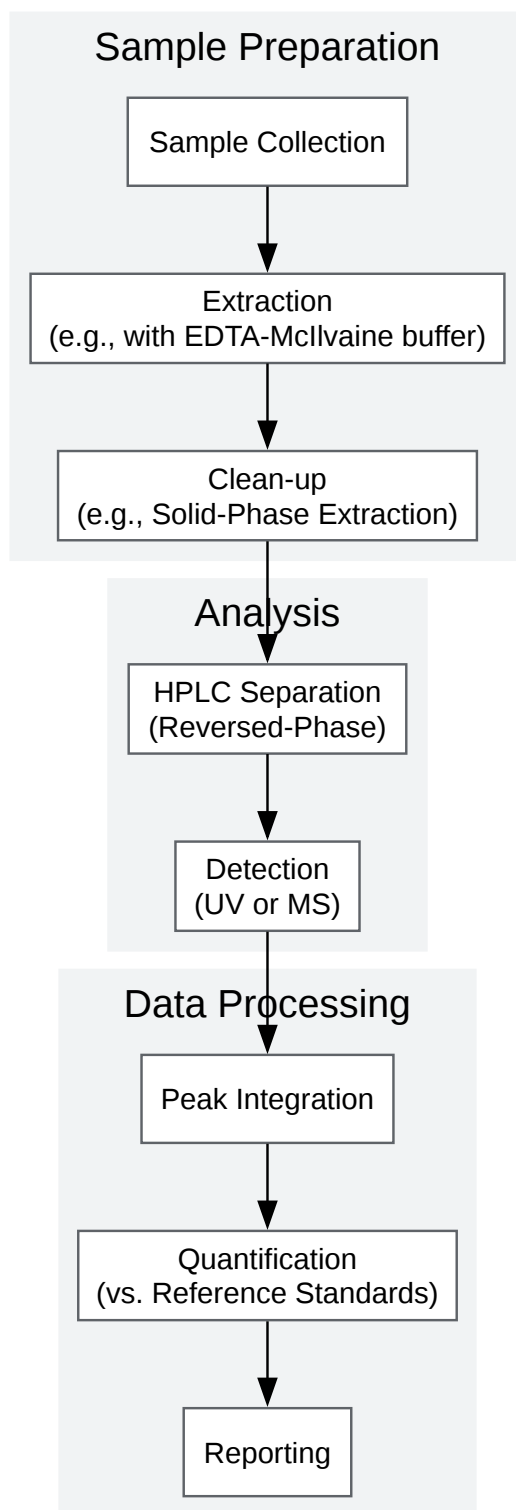 Sample Preparation
Sample Collection
Extraction
(e.g., with EDTA-McIlvaine buffer)
Clean-up
(e.g., Solid-Phase Extraction)
Analysis
HPLC Separation
(Reversed-Phase)
Detection
(UV or MS)
Data Processing
Peak Integration
Quantification
(vs. Reference Standards)
Reporting